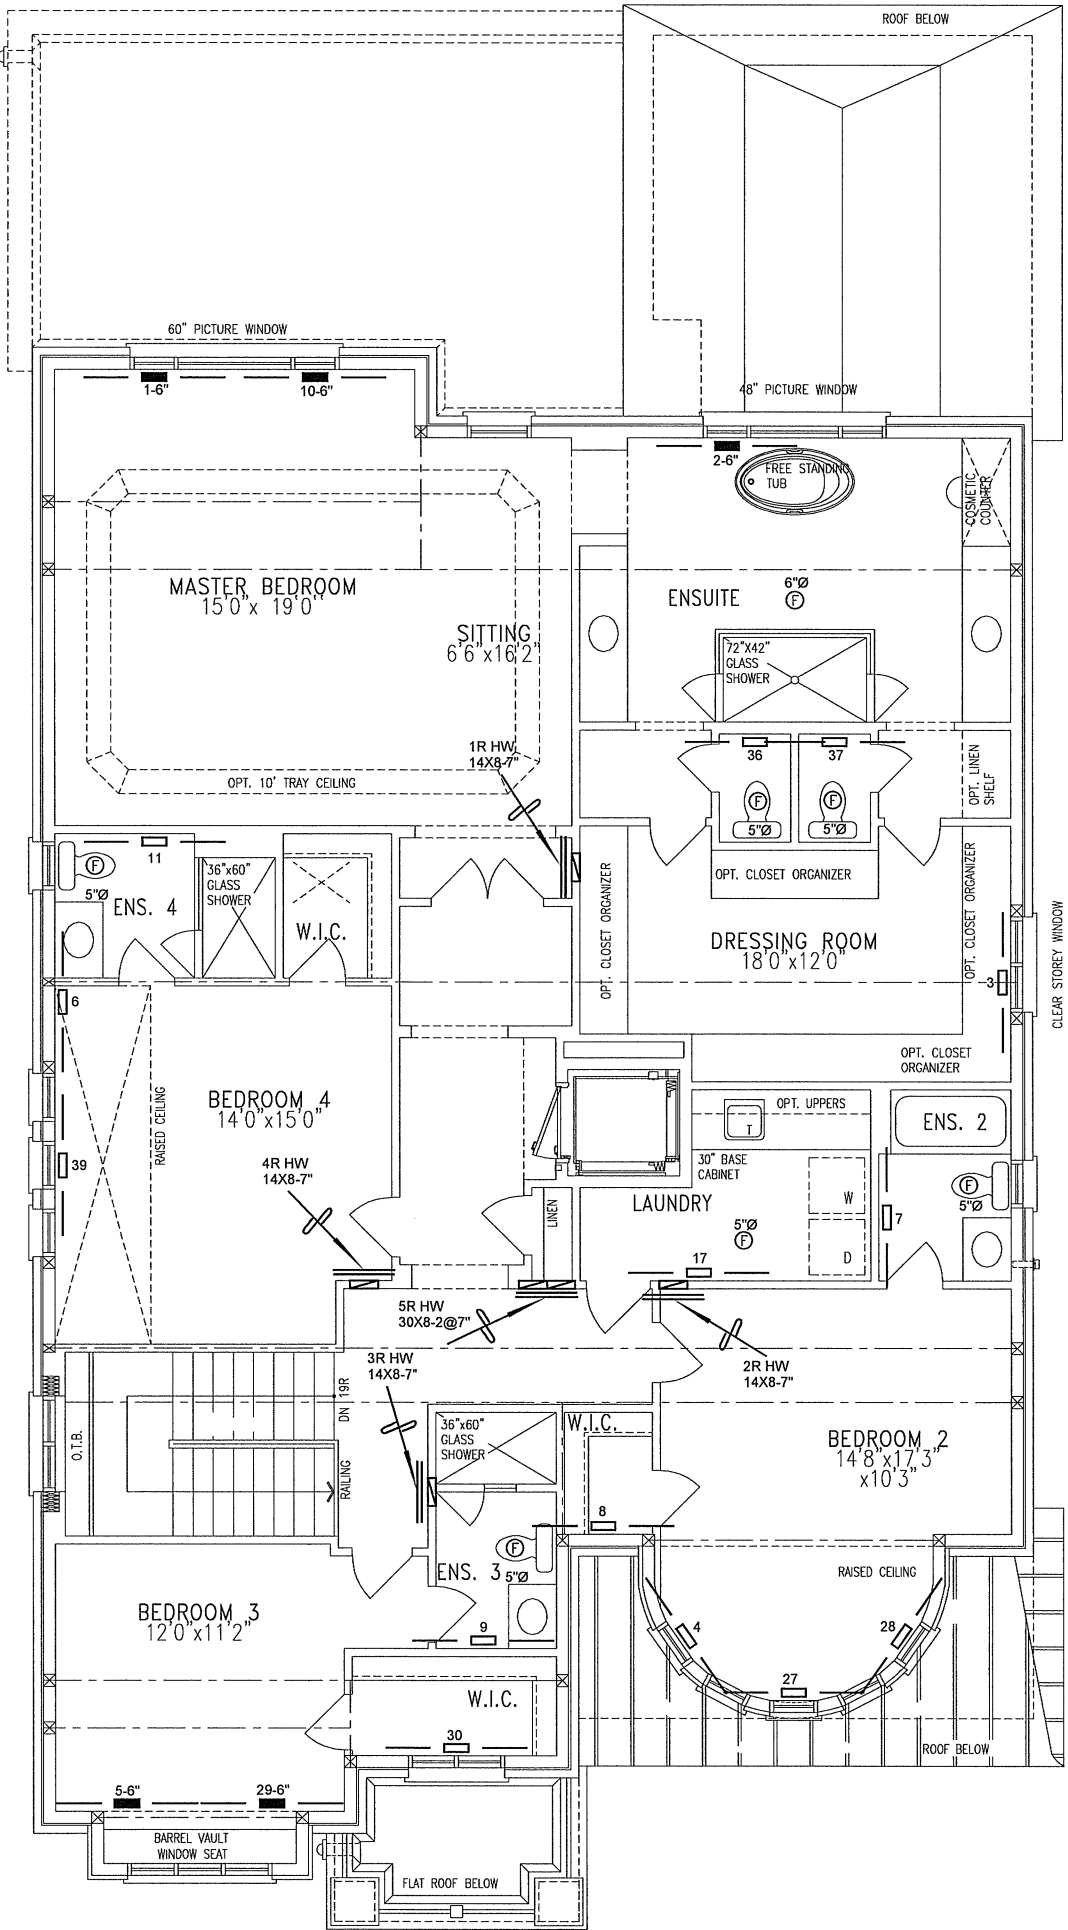 ROOF BELOW
60" PICTURE WINDOW
1-6"
10-6"
48" PICTURE WINDOW
2-6"
FREE STANDING
TUB
COSMETIC
COUNTER
MASTER BEDROOM
15'0"x 19'0"
SITTING
6'6"x16'2"
ENSUITE
6"Ø
F
72"X42"
GLASS
SHOWER
1R HW
14X8-7"
36
37
F
F
5"Ø
5"Ø
OPT. LINEN
SHELF
OPT. 10' TRAY CEILING
11
F
5"Ø
ENS. 4
36"x60"
GLASS
SHOWER
W.I.C.
OPT. CLOSET ORGANIZER
OPT. CLOSET ORGANIZER
OPT. CLOSET ORGANIZER
DRESSING ROOM
18'0"x12'0"
3
CLEAR STOREY WINDOW
6
OPT. CLOSET
ORGANIZER
BEDROOM 4
14'0"x15'0"
RAISED CEILING
39
4R HW
14X8-7"
OPT. UPPERS
T
ENS. 2
30" BASE
CABINET
LAUNDRY
LINEN
W
D
5"Ø
F
F
5"Ø
7
17
5R HW
30X8-2@7"
3R HW
14X8-7"
2R HW
14X8-7"
DN 19R
O.T.B.
RAILING
36"x60"
GLASS
SHOWER
W.I.C.
BEDROOM 2
14'8"x17'3"
x10'3"
8
F
ENS. 3
5"Ø
RAISED CEILING
BEDROOM 3
12'0"x11'2"
9
4
28
27
W.I.C.
30
ROOF BELOW
5-6"
29-6"
BARREL VAULT
WINDOW SEAT
FLAT ROOF BELOW